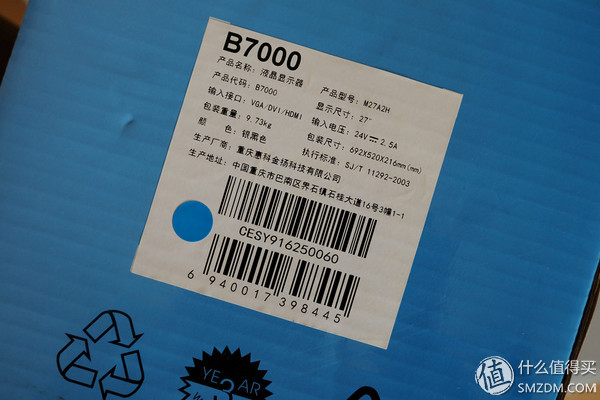 B7000
产品名称：液晶显示器
产品型号：M27A2H
产品代码：B7000
显示尺寸：27"
输入接口：VGA/DVI/HDMI
输入电压：24V⎓2.5A
包装重量：9.73kg
包装尺寸：692X520X216mm(mm)
颜 色：银黑色
执行标准：SJ/T 11292-2003
生产厂商：重庆惠科金扬科技有限公司
生产地址：中国重庆市巴南区界石镇石桂大道16号3幢1-1
CESY916250060
6 940017 398445
YEAR
3
值 什么值得买
SMZDM.COM